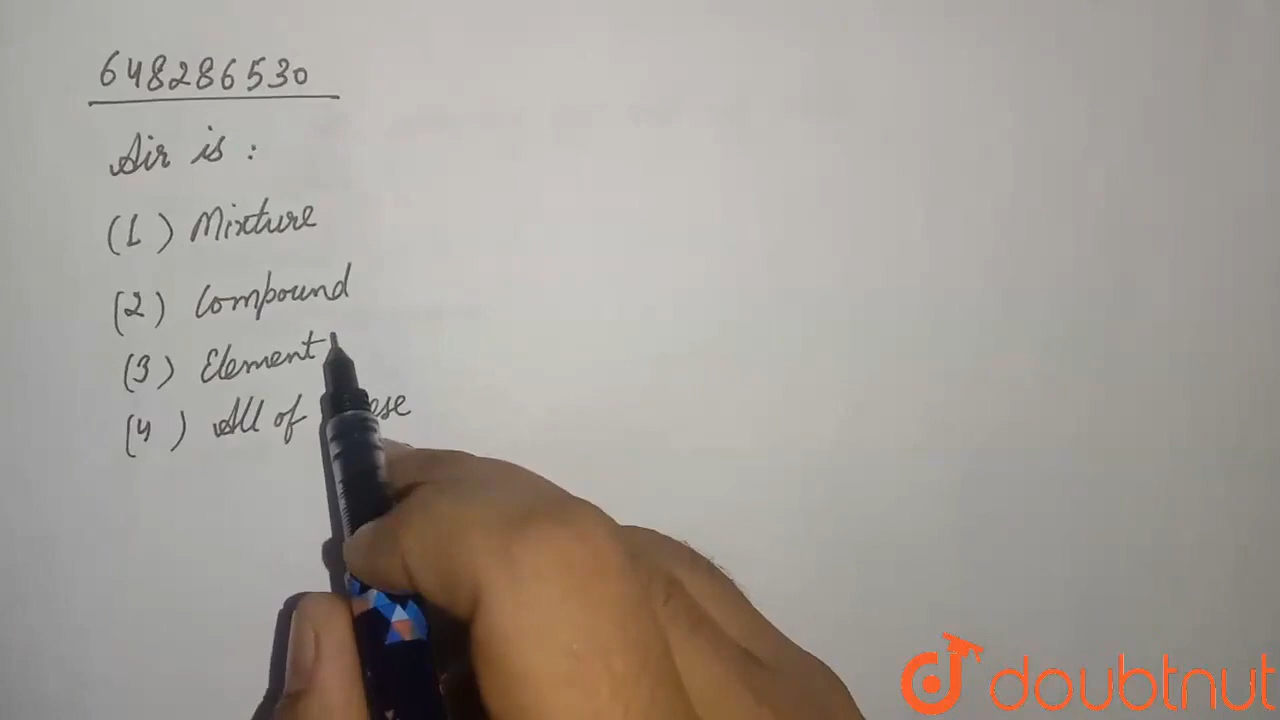 648286530
Air is :
(1) Mixture
(2) Compound
(3) Element
(4) All of
doubtnut